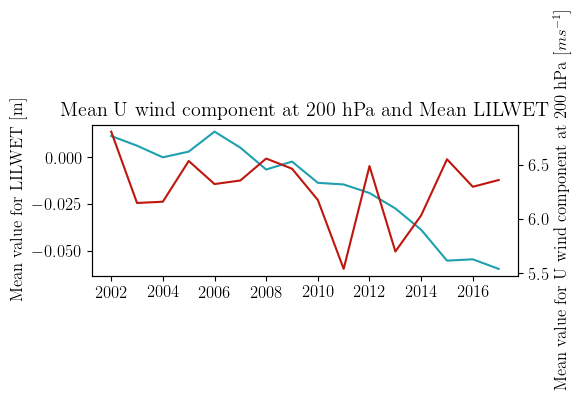 Mean U wind component at 200 hPa and Mean LILWET
Mean value for LILWET [m]
0.000
−0.025
−0.050
6.5
6.0
5.5
Mean value for U wind component at 200 hPa [ms⁻¹]
2002 2004 2006 2008 2010 2012 2014 2016